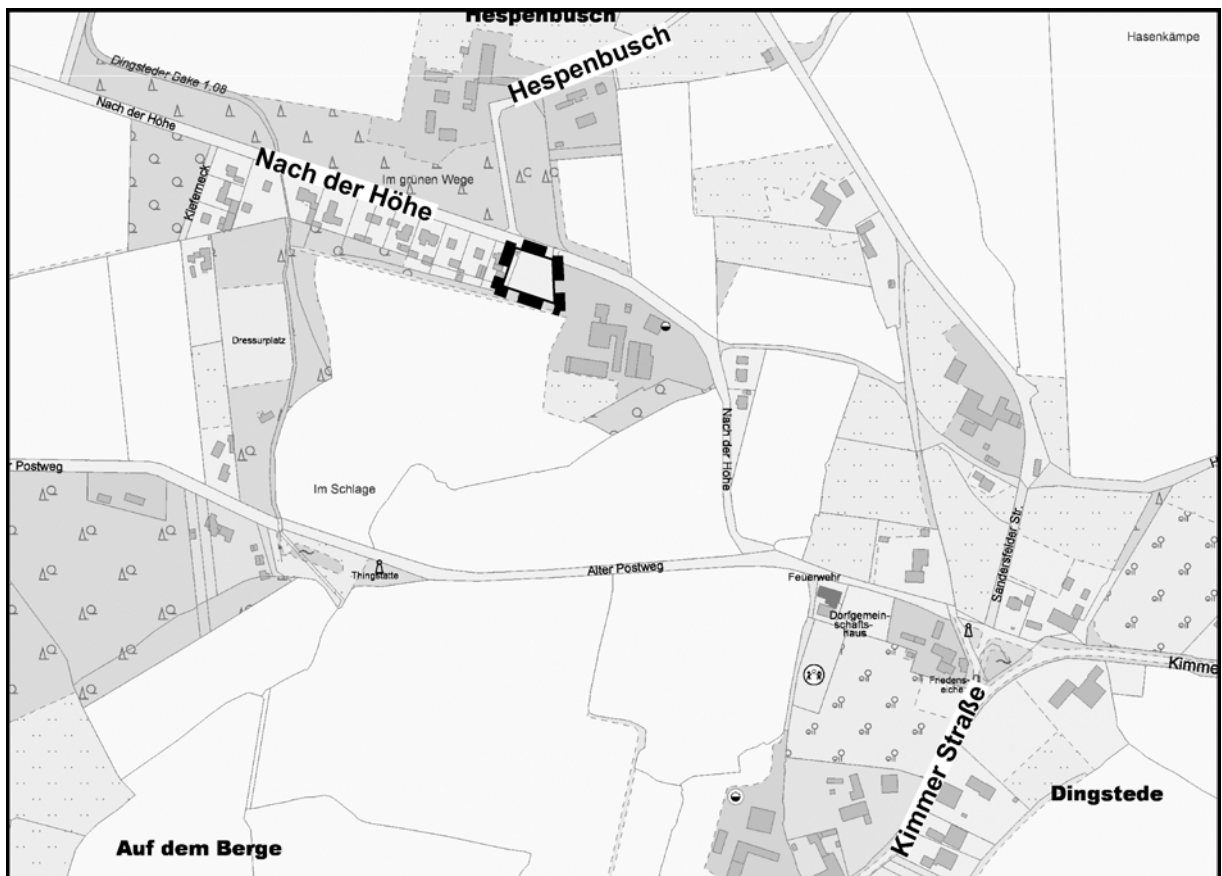 Hespenbusch
Hespenbusch
Hasenkämpe
Dingsteder Bake 1.08
Nach der Höhe
Nach der Höhe
Im grünen Wege
Kieferneck
Dressurplatz
Nach der Höhe
r Postweg
Im Schlage
Thingstätte
Alter Postweg
Feuerwehr
Dorfgemein-
schafts-
haus
Sandersfelder Str.
H
Friedens-
eiche
Kimme
Kimmer Straße
Dingstede
Auf dem Berge